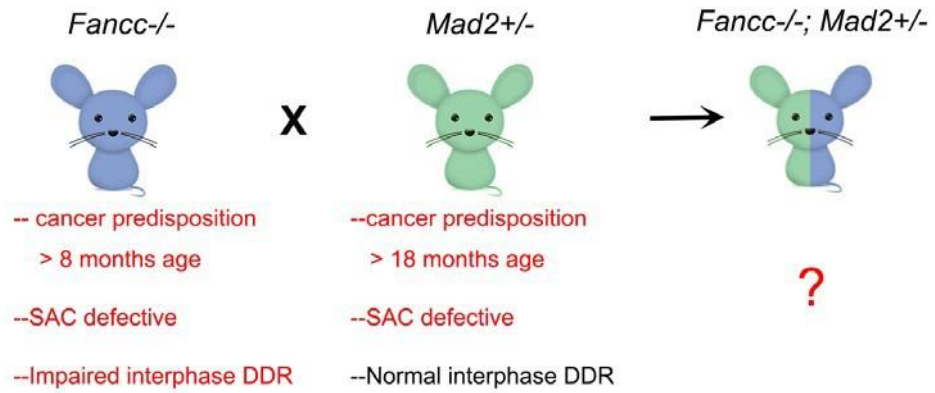 Fancc-/- Mad2+/- Fancc-/-; Mad2+/-
X
-- cancer predisposition
> 8 months age
--SAC defective
--Impaired interphase DDR
--cancer predisposition
> 18 months age
--SAC defective
--Normal interphase DDR
?